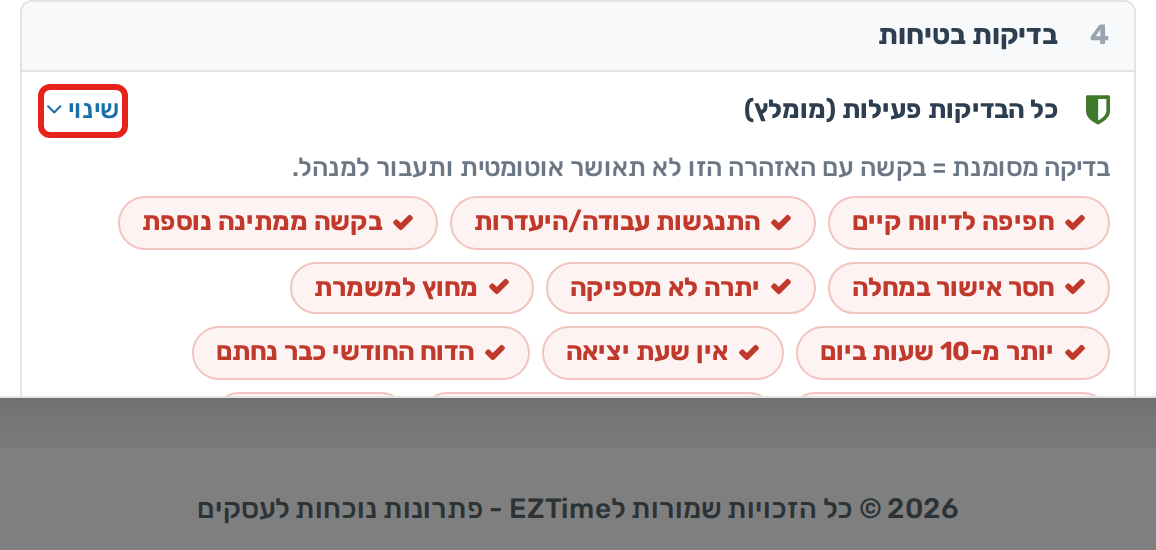 4 בדיקות בטיחות
כל הבדיקות פעילות (מומלץ) שינוי
בדיקה מסומנת = בקשה עם האזהרה הזו לא תאושר אוטומטית ותעבור למנהל.
חפיפה לדיווח קיים התנגשות עבודה/היעדרות בקשה ממתינה נוספת
חסר אישור במחלה יתרה לא מספיקה מחוץ למשמרת
יותר מ-10 שעות ביום אין שעת יציאה הדוח החודשי כבר נחתם
2026 © כל הזכויות שמורות לEZTime - פתרונות נוכחות לעסקים